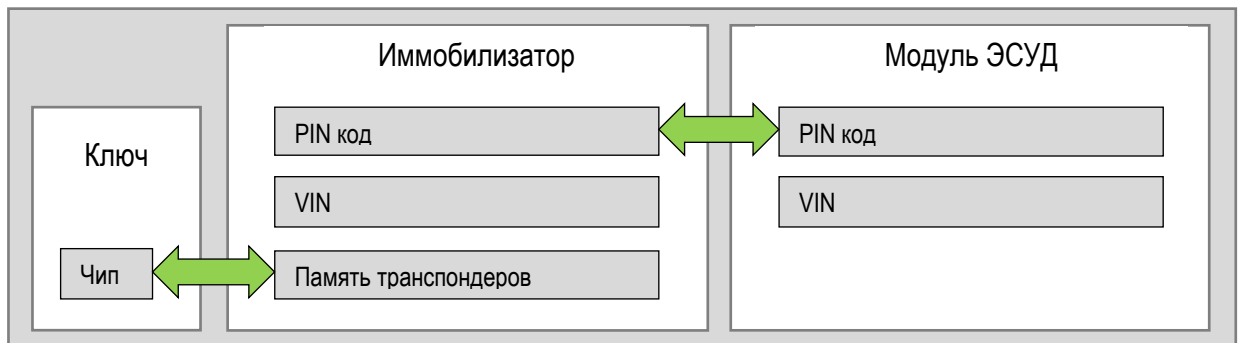 Иммобилизатор
Модуль ЭСУД
Ключ
PIN код
PIN код
VIN
VIN
Чип
Память транспондеров